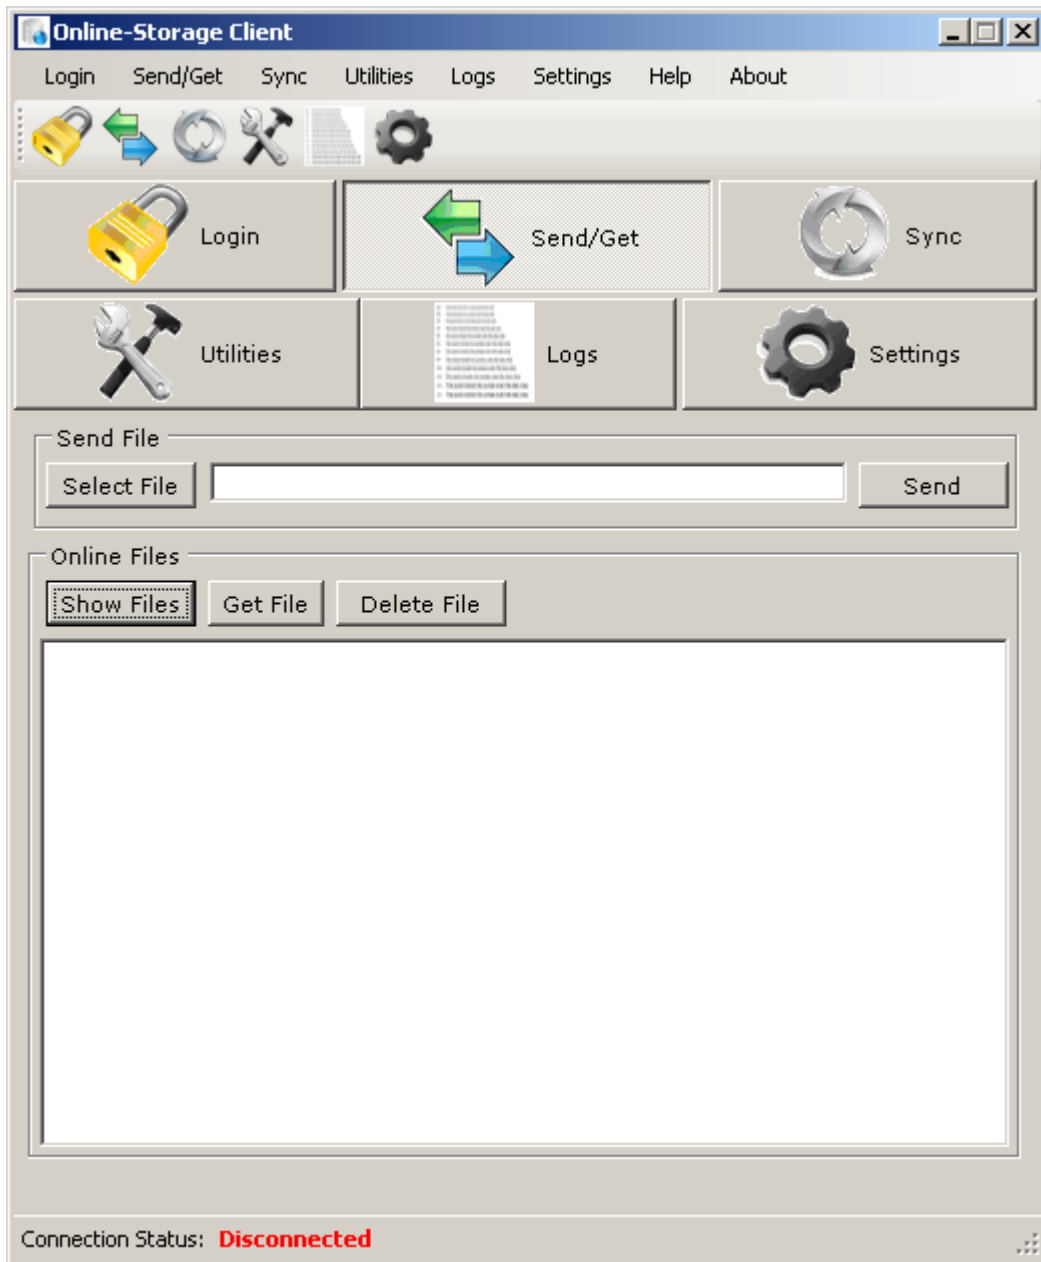 Online-Storage Client
Login Send/Get Sync Utilities Logs Settings Help About
Login Send/Get Sync
Utilities Logs Settings
Send File
Select File Send
Online Files
Show Files Get File Delete File
Connection Status: Disconnected